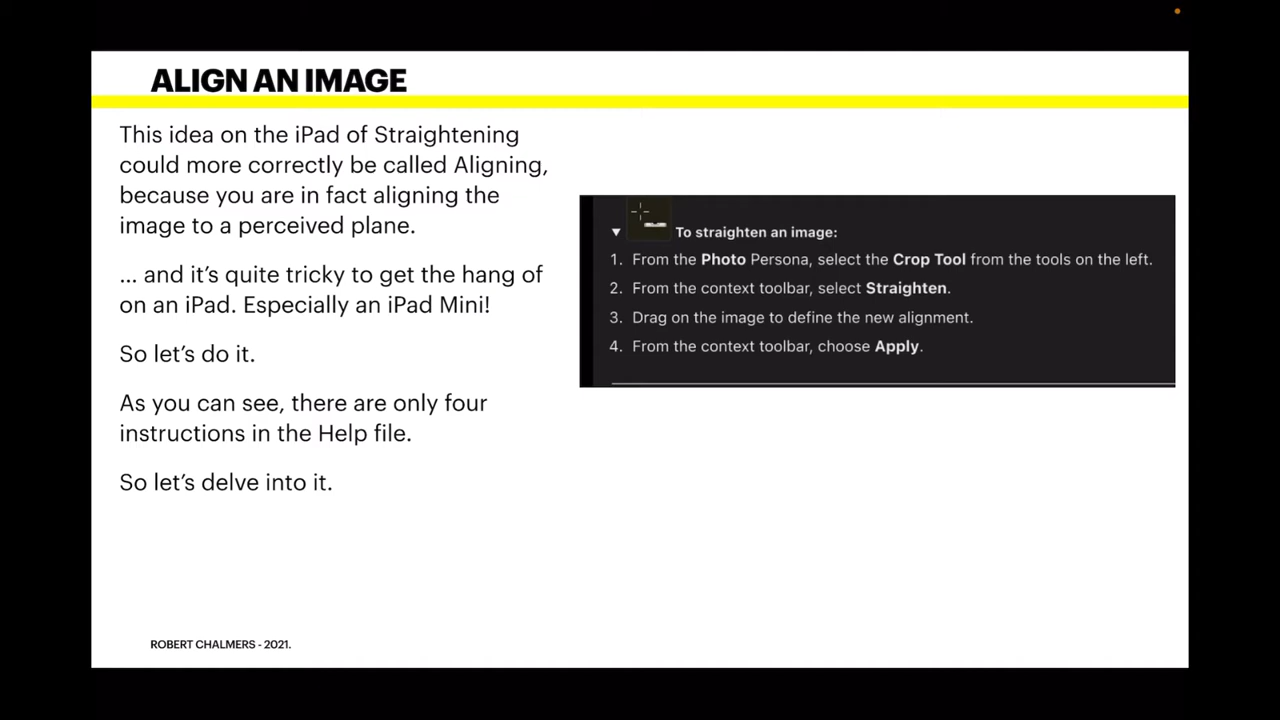 ALIGN AN IMAGE
This idea on the iPad of Straightening
could more correctly be called Aligning,
because you are in fact aligning the
image to a perceived plane.
... and it’s quite tricky to get the hang of
on an iPad. Especially an iPad Mini!
So let’s do it.
As you can see, there are only four
instructions in the Help file.
So let’s delve into it.
▼ To straighten an image:
1. From the Photo Persona, select the Crop Tool from the tools on the left.
2. From the context toolbar, select Straighten.
3. Drag on the image to define the new alignment.
4. From the context toolbar, choose Apply.
ROBERT CHALMERS - 2021.